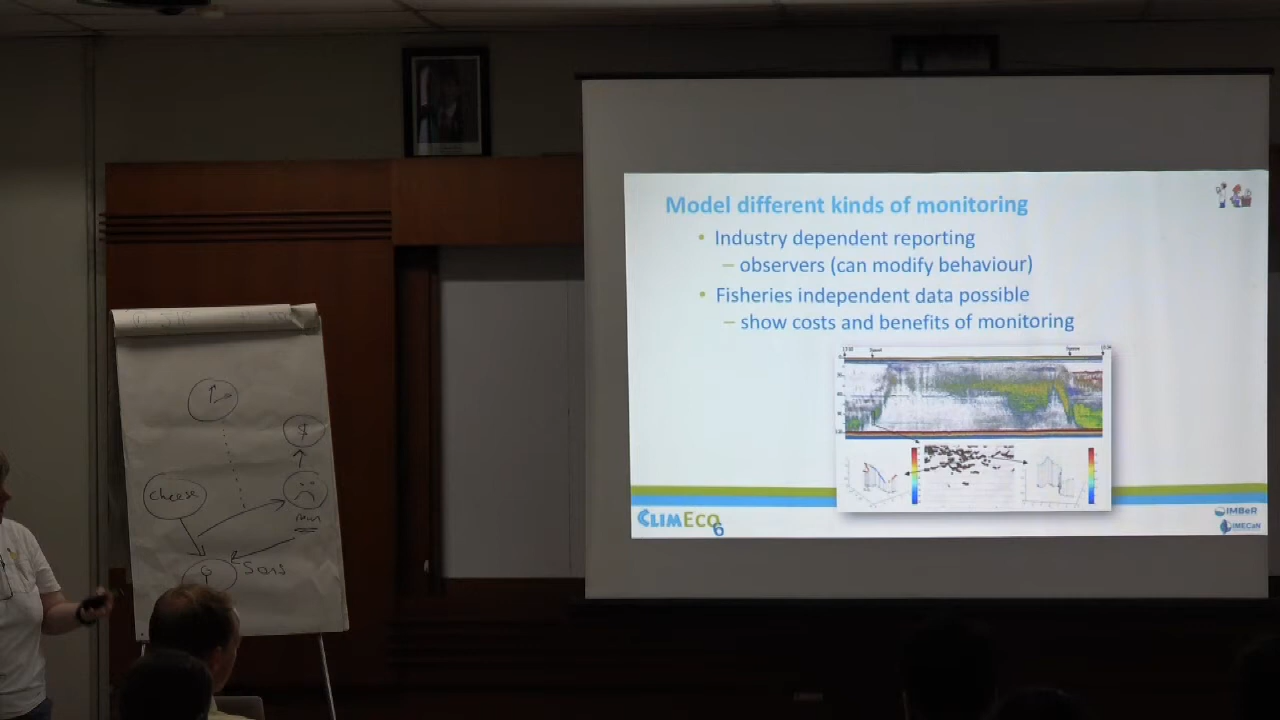 Model different kinds of monitoring
• Industry dependent reporting
– observers (can modify behaviour)
• Fisheries independent data possible
– show costs and benefits of monitoring
CLIMECO
6
IMBeR
IMECaN
$
cheese
Sons